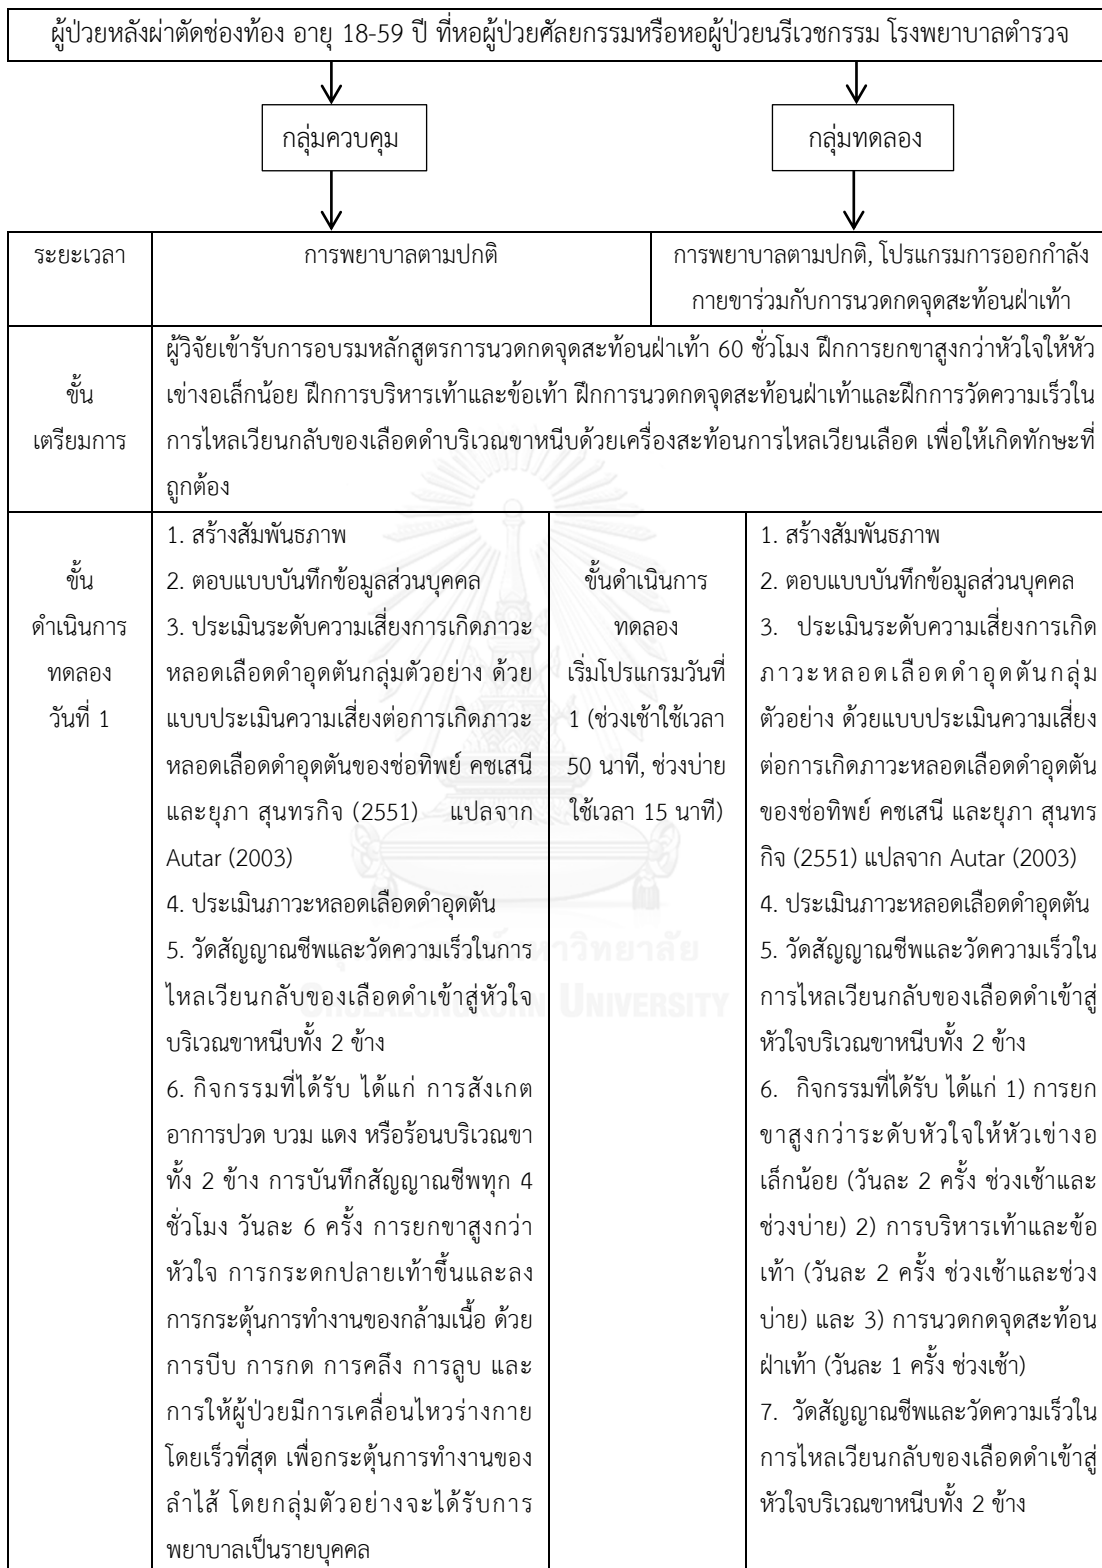 ผู้ป่วยหลังผ่าตัดช่องท้อง อายุ 18-59 ปี ที่หอผู้ป่วยศัลยกรรมหรือหอผู้ป่วยนรีเวชกรรม โรงพยาบาลตำรวจ
กลุ่มควบคุม
กลุ่มทดลอง
ระยะเวลา
การพยาบาลตามปกติ
การพยาบาลตามปกติ, โปรแกรมการออกกำลัง
กายขาร่วมกับการนวดกดจุดสะท้อนฝ่าเท้า
ขั้น
เตรียมการ
ผู้วิจัยเข้ารับการอบรมหลักสูตรการนวดกดจุดสะท้อนฝ่าเท้า 60 ชั่วโมง ฝึกการยกขาสูงกว่าหัวใจให้หัว
เข่างอเล็กน้อย ฝึกการบริหารเท้าและข้อเท้า ฝึกการนวดกดจุดสะท้อนฝ่าเท้าและฝึกการวัดความเร็วใน
การไหลเวียนกลับของเลือดดำบริเวณขาหนีบด้วยเครื่องสะท้อนการไหลเวียนเลือด เพื่อให้เกิดทักษะที่
ถูกต้อง
ขั้น
ดำเนินการ
ทดลอง
วันที่ 1
1. สร้างสัมพันธภาพ
2. ตอบแบบบันทึกข้อมูลส่วนบุคคล
3. ประเมินระดับความเสี่ยงการเกิดภาวะ
หลอดเลือดดำอุดตันกลุ่มตัวอย่าง ด้วย
แบบประเมินความเสี่ยงต่อการเกิดภาวะ
หลอดเลือดดำอุดตันของช่อทิพย์ คชเสนี
และยุภา สุนทรกิจ (2551) แปลจาก
Autar (2003)
4. ประเมินภาวะหลอดเลือดดำอุดตัน
5. วัดสัญญาณชีพและวัดความเร็วในการ
ไหลเวียนกลับของเลือดดำเข้าสู่หัวใจ
บริเวณขาหนีบทั้ง 2 ข้าง
6. กิจกรรมที่ได้รับ ได้แก่ การสังเกต
อาการปวด บวม แดง หรือร้อนบริเวณขา
ทั้ง 2 ข้าง การบันทึกสัญญาณชีพทุก 4
ชั่วโมง วันละ 6 ครั้ง การยกขาสูงกว่า
หัวใจ การกระดกปลายเท้าขึ้นและลง
การกระตุ้นการทำงานของกล้ามเนื้อ ด้วย
การบีบ การกด การคลึง การลูบ และ
การให้ผู้ป่วยมีการเคลื่อนไหวร่างกาย
โดยเร็วที่สุด เพื่อกระตุ้นการทำงานของ
ลำไส้ โดยกลุ่มตัวอย่างจะได้รับการ
พยาบาลเป็นรายบุคคล
ขั้นดำเนินการ
ทดลอง
เริ่มโปรแกรมวันที่
1 (ช่วงเช้าใช้เวลา
50 นาที, ช่วงบ่าย
ใช้เวลา 15 นาที)
1. สร้างสัมพันธภาพ
2. ตอบแบบบันทึกข้อมูลส่วนบุคคล
3. ประเมินระดับความเสี่ยงการเกิด
ภาวะหลอดเลือดดำอุดตันกลุ่ม
ตัวอย่าง ด้วยแบบประเมินความเสี่ยง
ต่อการเกิดภาวะหลอดเลือดดำอุดตัน
ของช่อทิพย์ คชเสนี และยุภา สุนทร
กิจ (2551) แปลจาก Autar (2003)
4. ประเมินภาวะหลอดเลือดดำอุดตัน
5. วัดสัญญาณชีพและวัดความเร็วใน
การไหลเวียนกลับของเลือดดำเข้าสู่
หัวใจบริเวณขาหนีบทั้ง 2 ข้าง
6. กิจกรรมที่ได้รับ ได้แก่ 1) การยก
ขาสูงกว่าระดับหัวใจให้หัวเข่างอ
เล็กน้อย (วันละ 2 ครั้ง ช่วงเช้าและ
ช่วงบ่าย) 2) การบริหารเท้าและข้อ
เท้า (วันละ 2 ครั้ง ช่วงเช้าและช่วง
บ่าย) และ 3) การนวดกดจุดสะท้อน
ฝ่าเท้า (วันละ 1 ครั้ง ช่วงเช้า)
7. วัดสัญญาณชีพและวัดความเร็วใน
การไหลเวียนกลับของเลือดดำเข้าสู่
หัวใจบริเวณขาหนีบทั้ง 2 ข้าง
UNIVERSITY